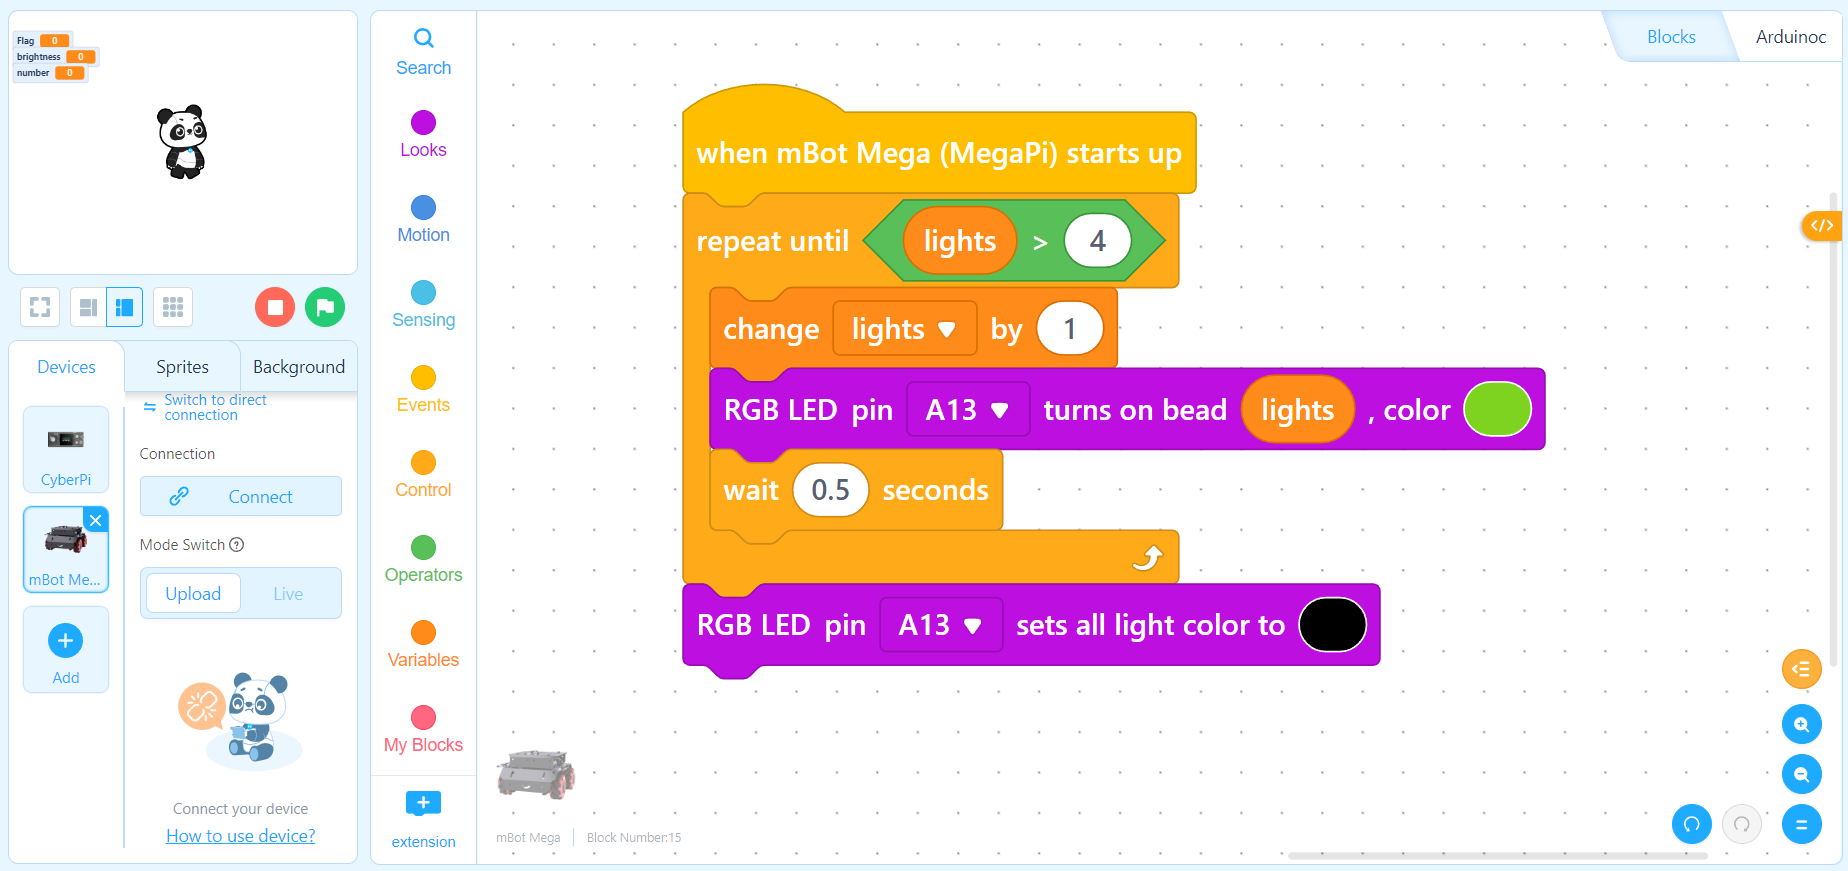 Flag 0
brightness 0
number 0
Devices
Sprites
Background
Switch to direct
connection
CyberPi
Connection
Connect
mBot Me...
Mode Switch ?
Upload
Live
Add
Connect your device
How to use device?
Search
Looks
Motion
Sensing
Events
Control
Operators
Variables
My Blocks
extension
Blocks
Arduinoc
when mBot Mega (MegaPi) starts up
repeat until lights > 4
change lights by 1
RGB LED pin A13 turns on bead lights , color
wait 0.5 seconds
RGB LED pin A13 sets all light color to
</>
mBot Mega
Block Number:15